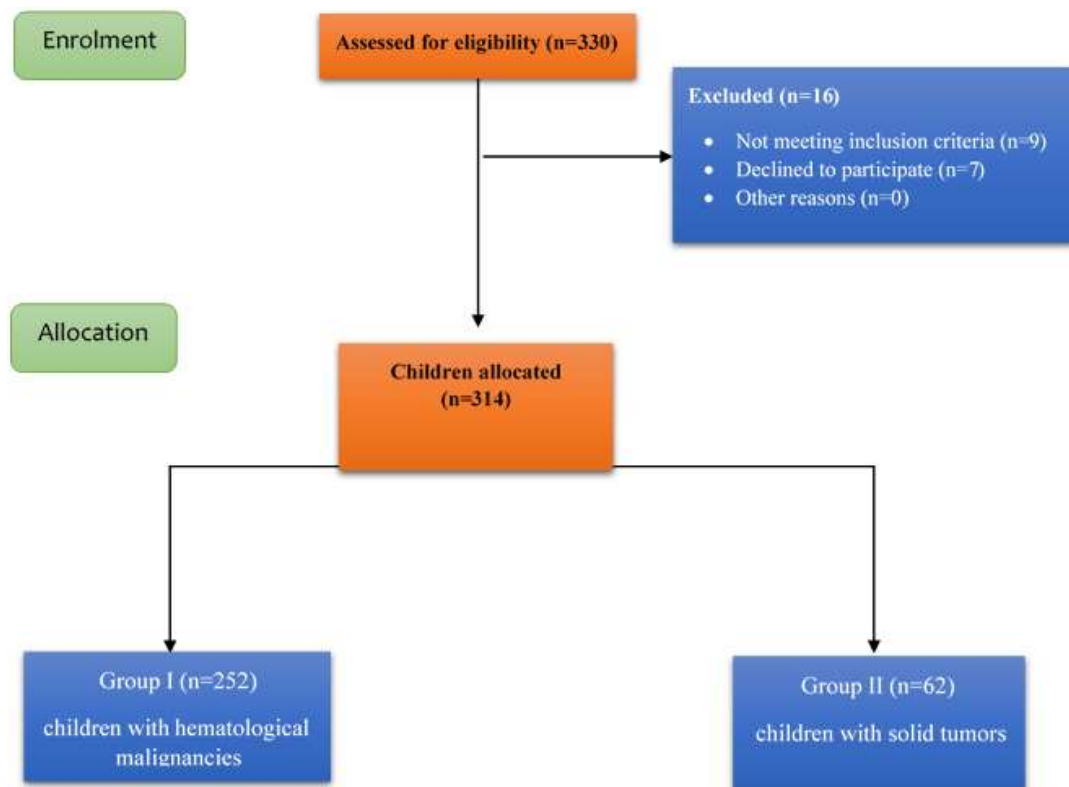 Enrolment
Assessed for eligibility (n=330)
Excluded (n=16)
• Not meeting inclusion criteria (n=9)
• Declined to participate (n=7)
• Other reasons (n=0)
Allocation
Children allocated
(n=314)
Group I (n=252)
children with hematological
malignancies
Group II (n=62)
children with solid tumors